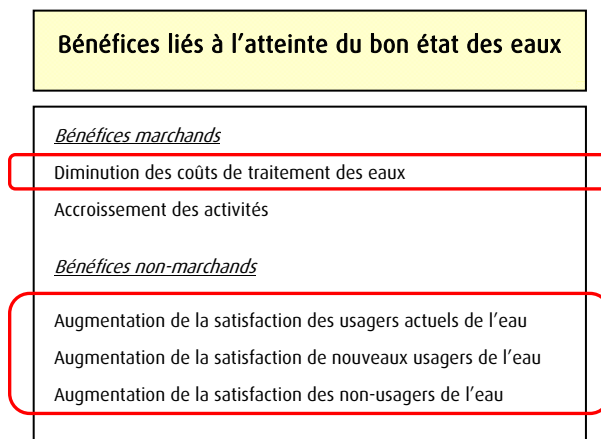 Bénéfices liés à l'atteinte du bon état des eaux
Bénéfices marchands
Diminution des coûts de traitement des eaux
Accroissement des activités
Bénéfices non-marchands
Augmentation de la satisfaction des usagers actuels de l'eau
Augmentation de la satisfaction de nouveaux usagers de l'eau
Augmentation de la satisfaction des non-usagers de l'eau